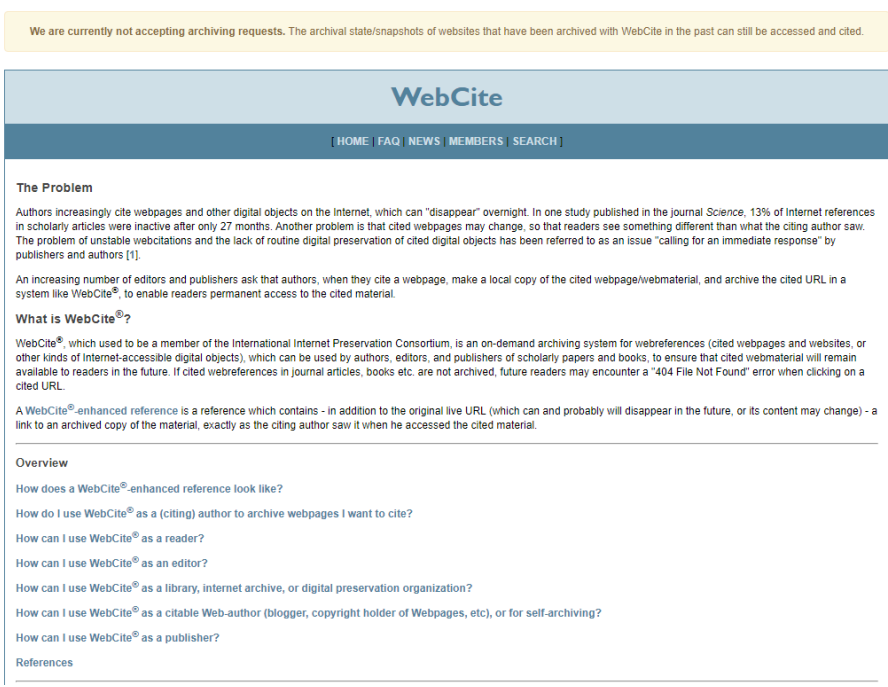 We are currently not accepting archiving requests. The archival state/snapshots of websites that have been archived with WebCite in the past can still be accessed and cited.
WebCite
[ HOME | FAQ | NEWS | MEMBERS | SEARCH ]
The Problem
Authors increasingly cite webpages and other digital objects on the Internet, which can "disappear" overnight. In one study published in the journal Science, 13% of Internet references
in scholarly articles were inactive after only 27 months. Another problem is that cited webpages may change, so that readers see something different than what the citing author saw.
The problem of unstable webcitations and the lack of routine digital preservation of cited digital objects has been referred to as an issue "calling for an immediate response" by
publishers and authors [1].
An increasing number of editors and publishers ask that authors, when they cite a webpage, make a local copy of the cited webpage/webmaterial, and archive the cited URL in a
system like WebCite®, to enable readers permanent access to the cited material.
What is WebCite®?
WebCite®, which used to be a member of the International Internet Preservation Consortium, is an on-demand archiving system for webreferences (cited webpages and websites, or
other kinds of Internet-accessible digital objects), which can be used by authors, editors, and publishers of scholarly papers and books, to ensure that cited webmaterial will remain
available to readers in the future. If cited webreferences in journal articles, books etc. are not archived, future readers may encounter a "404 File Not Found" error when clicking on a
cited URL.
A WebCite®-enhanced reference is a reference which contains - in addition to the original live URL (which can and probably will disappear in the future, or its content may change) - a
link to an archived copy of the material, exactly as the citing author saw it when he accessed the cited material.
Overview
How does a WebCite®-enhanced reference look like?
How do I use WebCite® as a (citing) author to archive webpages I want to cite?
How can I use WebCite® as a reader?
How can I use WebCite® as an editor?
How can I use WebCite® as a library, internet archive, or digital preservation organization?
How can I use WebCite® as a citable Web-author (blogger, copyright holder of Webpages, etc), or for self-archiving?
How can I use WebCite® as a publisher?
References